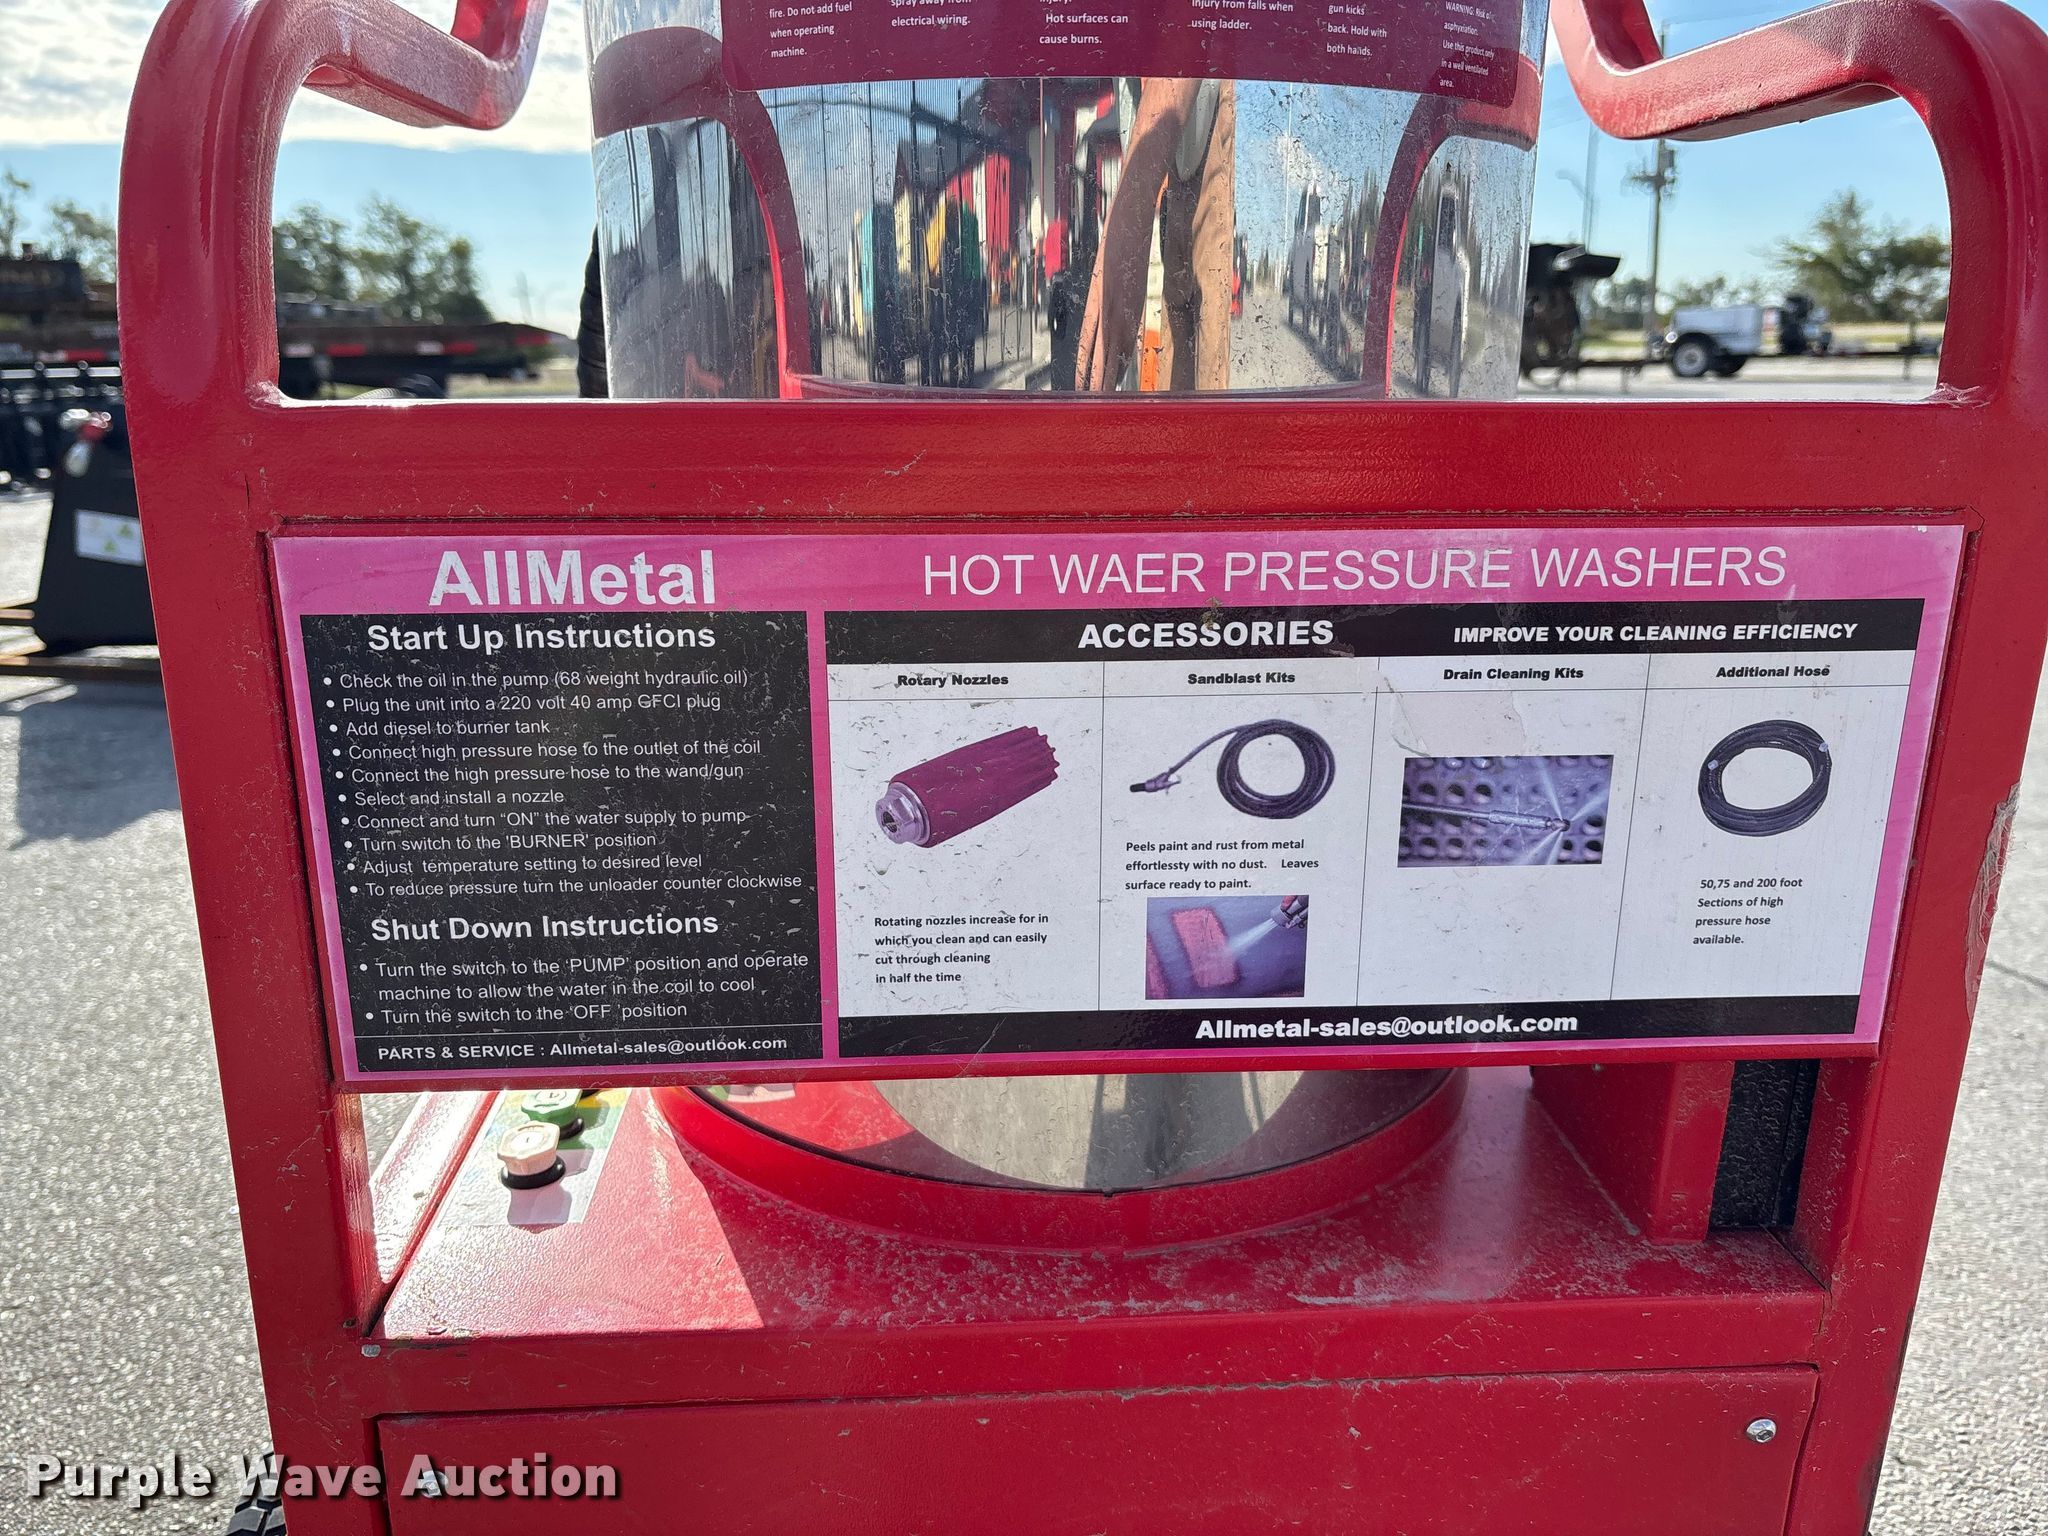 fire. Do not add fuel
when operating
machine.
electrical wiring.
Hot surfaces can
cause burns.
injury from falls when
using ladder.
gun kicks
back. Hold with
both hands.
WARNING: Risk of
asphyxiation.
Use this product only
in a well ventilated
area.
AllMetal
HOT WAER PRESSURE WASHERS
Start Up Instructions
• Check the oil in the pump (68 weight hydraulic oil)
• Plug the unit into a 220 volt 40 amp GFCI plug
• Add diesel to burner tank
• Connect high pressure hose to the outlet of the coil
• Connect the high pressure hose to the wand/gun
• Select and install a nozzle
• Connect and turn “ON” the water supply to pump
• Turn switch to the 'BURNER' position
• Adjust temperature setting to desired level
• To reduce pressure turn the unloader counter clockwise
Shut Down Instructions
• Turn the switch to the ‘PUMP’ position and operate
machine to allow the water in the coil to cool
• Turn the switch to the ‘OFF ’position
PARTS & SERVICE : Allmetal-sales@outlook.com
ACCESSORIES
IMPROVE YOUR CLEANING EFFICIENCY
Rotary Nozzles
Rotating nozzles increase for in
which you clean and can easily
cut through cleaning
in half the time
Sandblast Kits
Peels paint and rust from metal
effortlessty with no dust. Leaves
surface ready to paint.
Drain Cleaning Kits
Additional Hose
50,75 and 200 foot
Sections of high
pressure hose
available.
Allmetal-sales@outlook.com
Purple Wave Auction